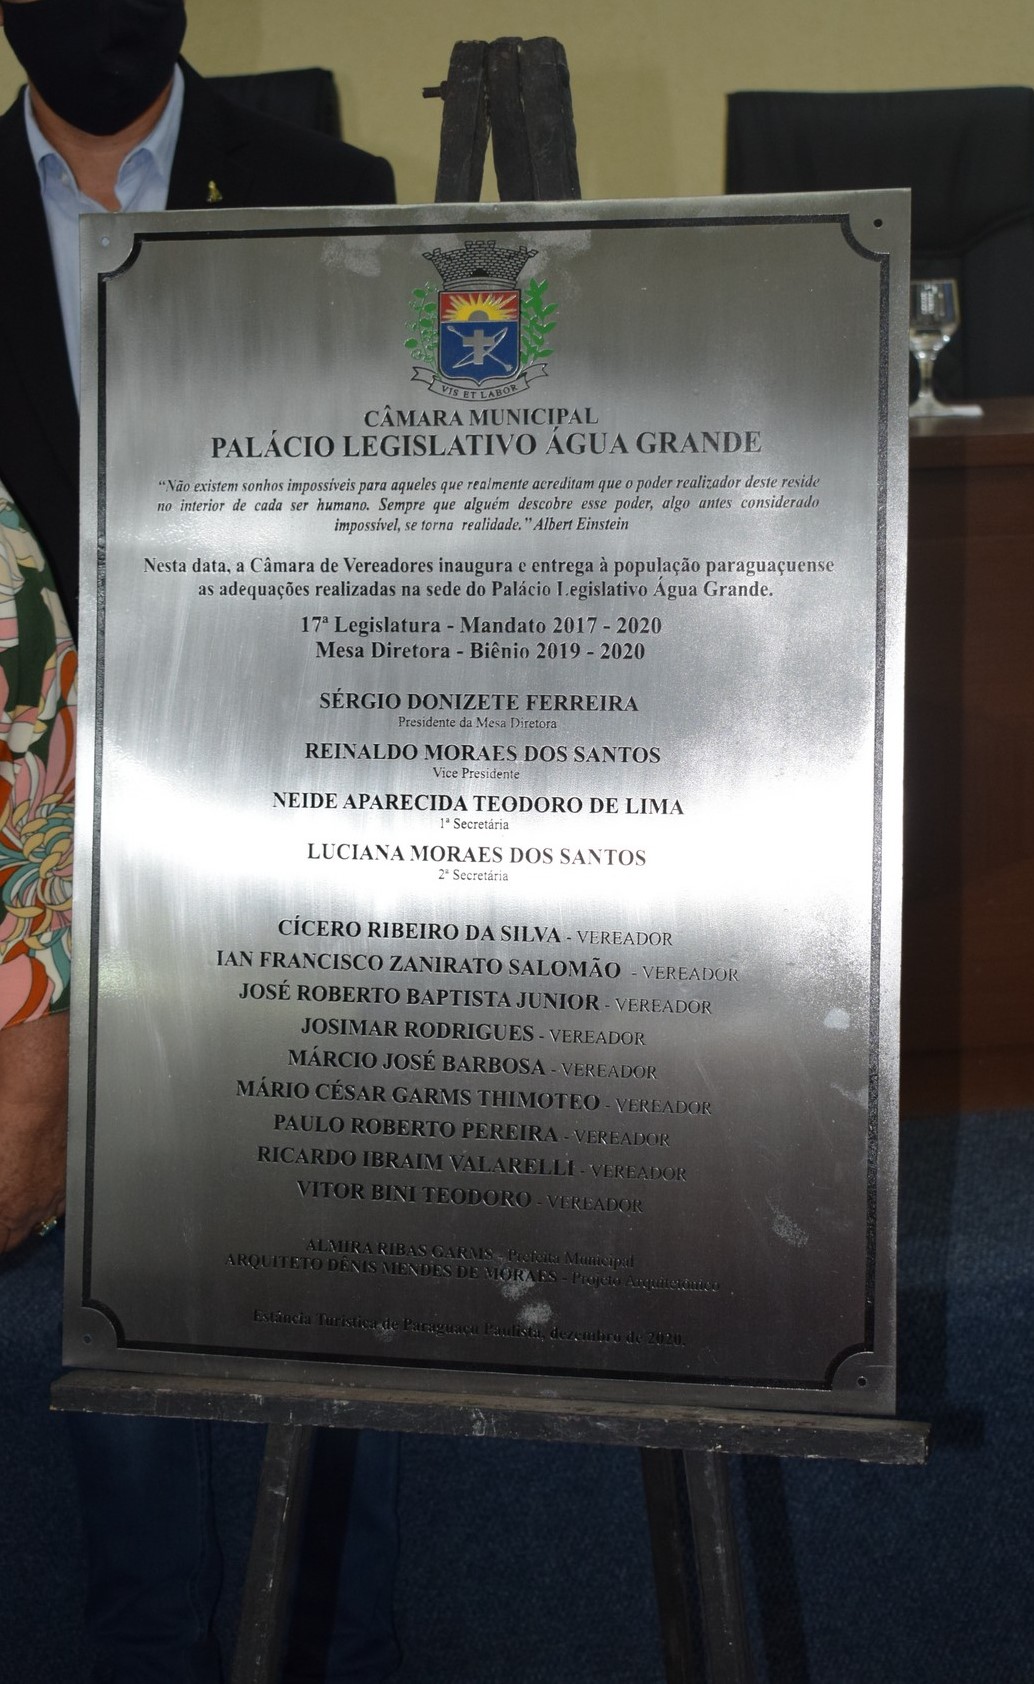 VIS ET LABOR
CÂMARA MUNICIPAL
PALÁCIO LEGISLATIVO ÁGUA GRANDE
“Não existem sonhos impossíveis para aqueles que realmente acreditam que o poder realizador deste reside
no interior de cada ser humano. Sempre que alguém descobre esse poder, algo antes considerado
impossível, se torna realidade.” Albert Einstein
Nesta data, a Câmara de Vereadores inaugura e entrega à população paraguaçuense
as adequações realizadas na sede do Palácio Legislativo Água Grande.
17ª Legislatura - Mandato 2017 - 2020
Mesa Diretora - Biênio 2019 - 2020
SÉRGIO DONIZETE FERREIRA
Presidente da Mesa Diretora
REINALDO MORAES DOS SANTOS
Vice Presidente
NEIDE APARECIDA TEODORO DE LIMA
1ª Secretária
LUCIANA MORAES DOS SANTOS
2ª Secretária
CÍCERO RIBEIRO DA SILVA - VEREADOR
IAN FRANCISCO ZANIRATO SALOMÃO - VEREADOR
JOSÉ ROBERTO BAPTISTA JUNIOR - VEREADOR
JOSIMAR RODRIGUES - VEREADOR
MÁRCIO JOSÉ BARBOSA - VEREADOR
MÁRIO CÉSAR GARMS THIMOTEO - VEREADOR
PAULO ROBERTO PEREIRA - VEREADOR
RICARDO IBRAIM VALARELLI - VEREADOR
VITOR BINI TEODORO - VEREADOR
ALMIRA RIBAS GARMS - Prefeita Municipal
ARQUITETO DÊNIS MENDES DE MORAES - Projeto Arquitetônico
Estância Turística de Paraguaçu Paulista, dezembro de 2020.